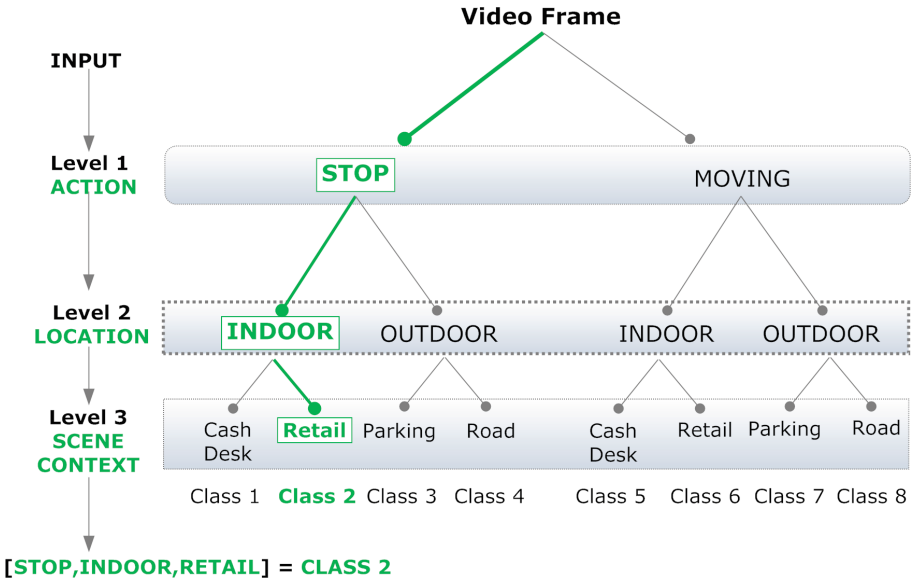 Video Frame
INPUT
Level 1
ACTION
STOP
MOVING
Level 2
LOCATION
INDOOR
OUTDOOR
INDOOR
OUTDOOR
Level 3
SCENE
CONTEXT
Cash
Desk
Retail
Parking
Road
Cash
Desk
Retail
Parking
Road
Class 1
Class 2
Class 3
Class 4
Class 5
Class 6
Class 7
Class 8
[STOP,INDOOR,RETAIL] = CLASS 2